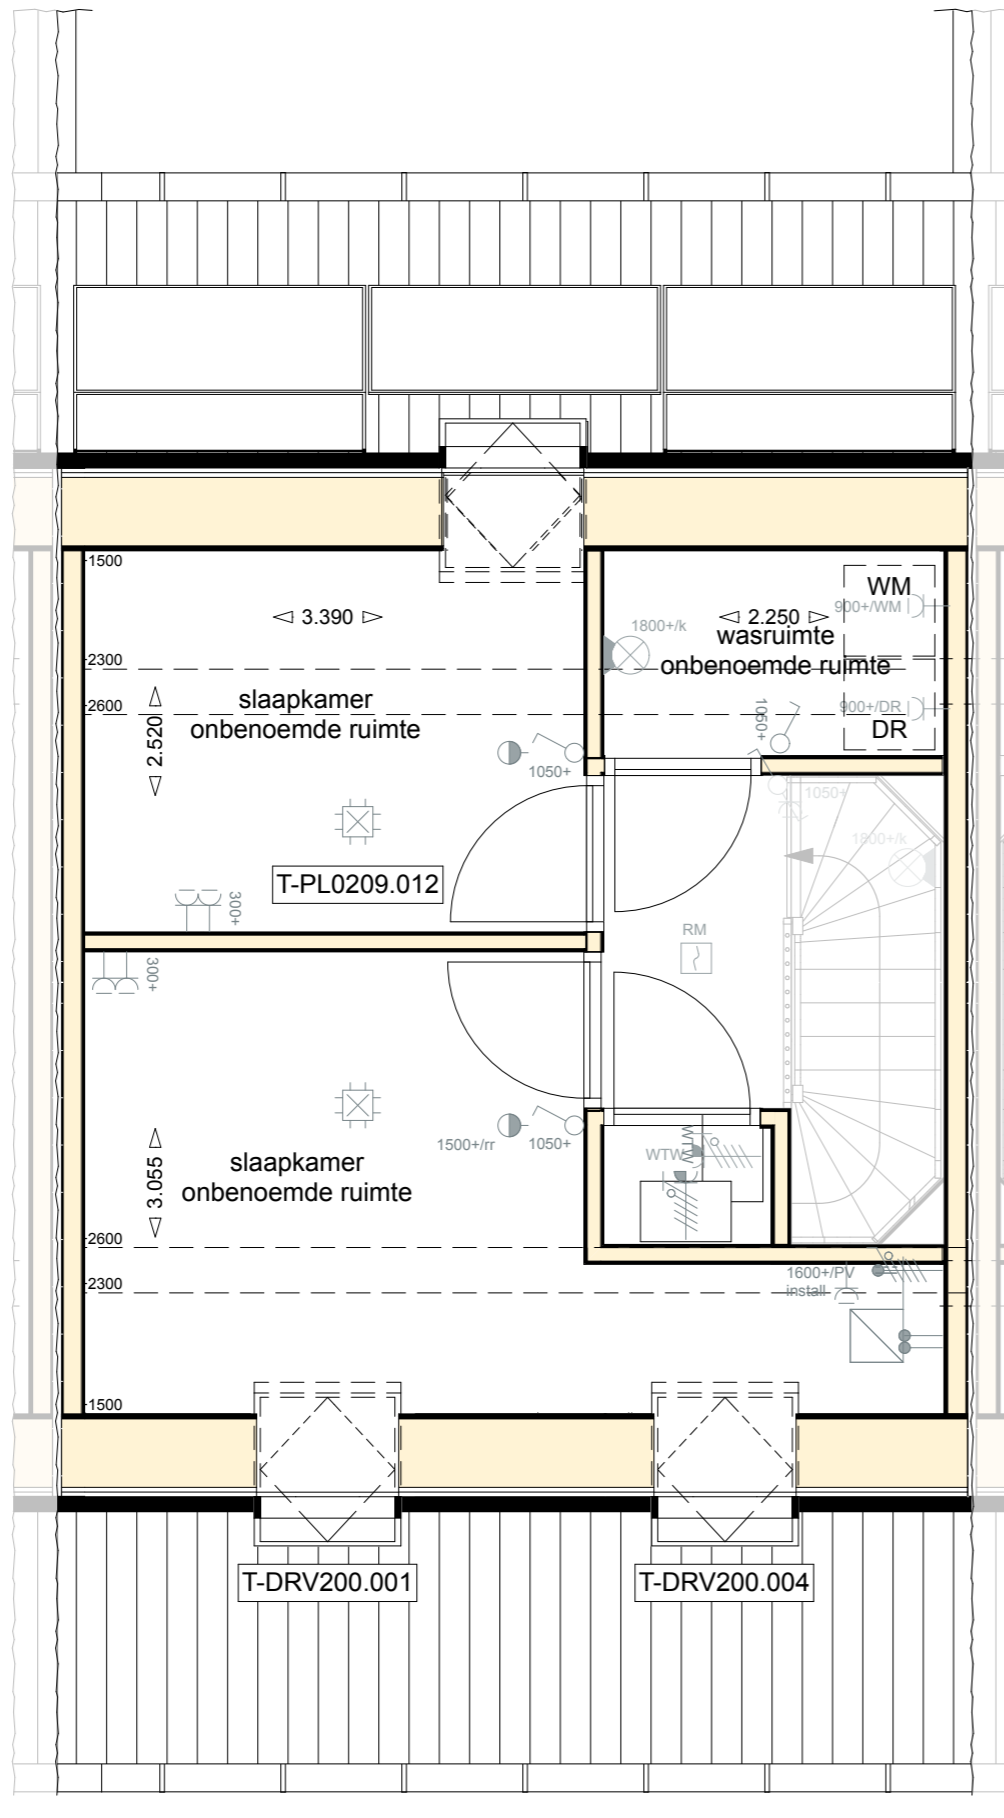 1500
3.390
2.250
WM
900+/WM
1800+/k
wasruimte
onbenoemde ruimte
2300
2600
slaapkamer
onbenoemde ruimte
2.520
1050+
900+/DR
DR
1050+
1050+
1800+/k
T-PL0209.012
300+
RM
300+
1500+/rr
1050+
WTW
slaapkamer
onbenoemde ruimte
3.055
2600
2300
1600+/PV
install
1500
T-DRV200.001
T-DRV200.004